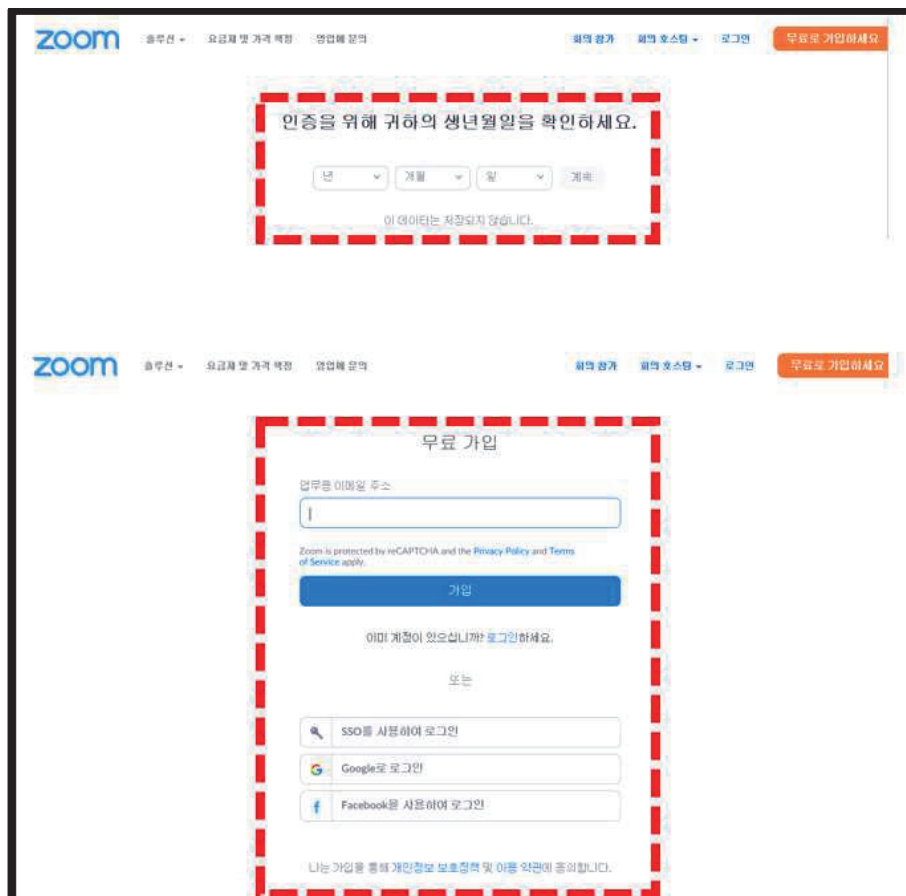 zoom 솔루션 요금제 및 가격 책정 영업에 문의 회의 참가 회의 호스팅 로그인 무료로 가입하세요
인증을 위해 귀하의 생년월일을 확인하세요.
년 개월 일 계속
이 데이터는 저장되지 않습니다.
zoom 솔루션 요금제 및 가격 책정 영업에 문의 회의 참가 회의 호스팅 로그인 무료로 가입하세요
무료 가입
업무용 이메일 주소
Zoom is protected by reCAPTCHA and the Privacy Policy and Terms
of Service apply.
가입
이미 계정이 있으십니까? 로그인하세요.
또는
SSO를 사용하여 로그인
Google로 로그인
Facebook을 사용하여 로그인
나는 가입을 통해 개인정보 보호정책 및 이용 약관에 동의합니다.